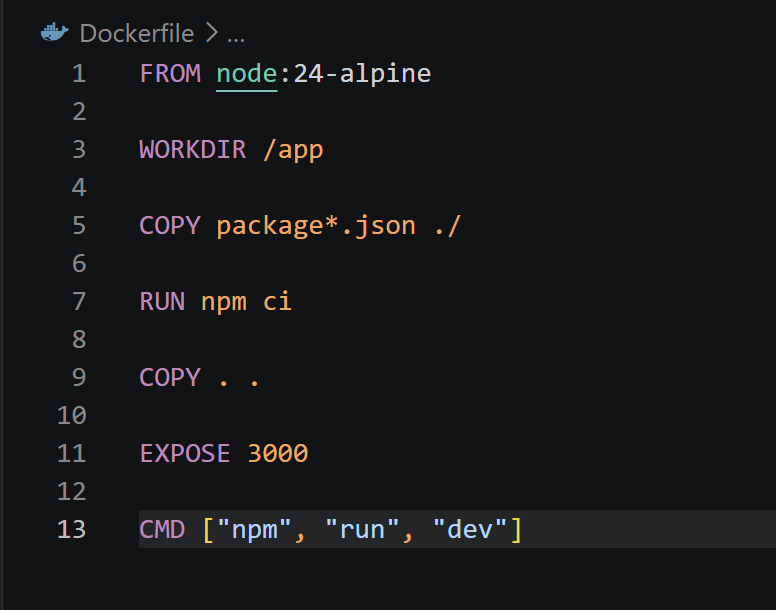 Dockerfile > ...
1 FROM node:24-alpine
2
3 WORKDIR /app
4
5 COPY package*.json ./
6
7 RUN npm ci
8
9 COPY . .
10
11 EXPOSE 3000
12
13 CMD ["npm", "run", "dev"]